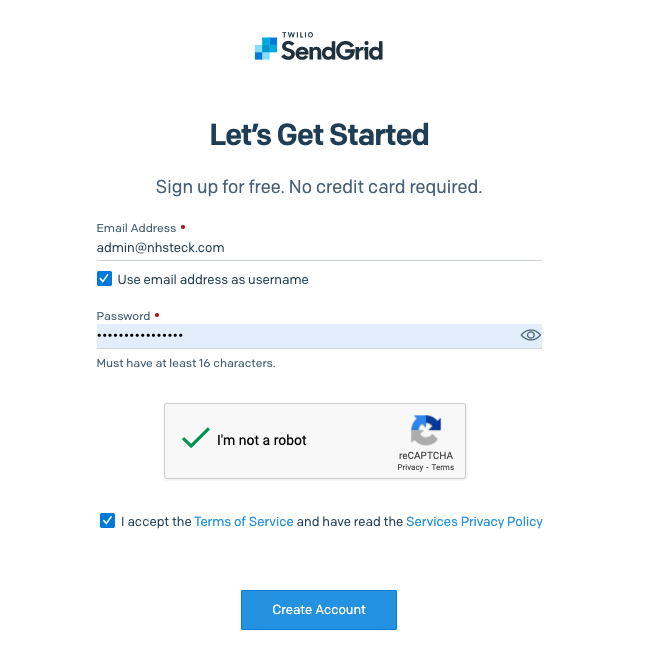 TWILIO
SendGrid
Let's Get Started
Sign up for free. No credit card required.
Email Address •
admin@nhsteck.com
Use email address as username
Password •
••••••••••••••••
Must have at least 16 characters.
I'm not a robot
reCAPTCHA
Privacy - Terms
I accept the Terms of Service and have read the Services Privacy Policy
Create Account